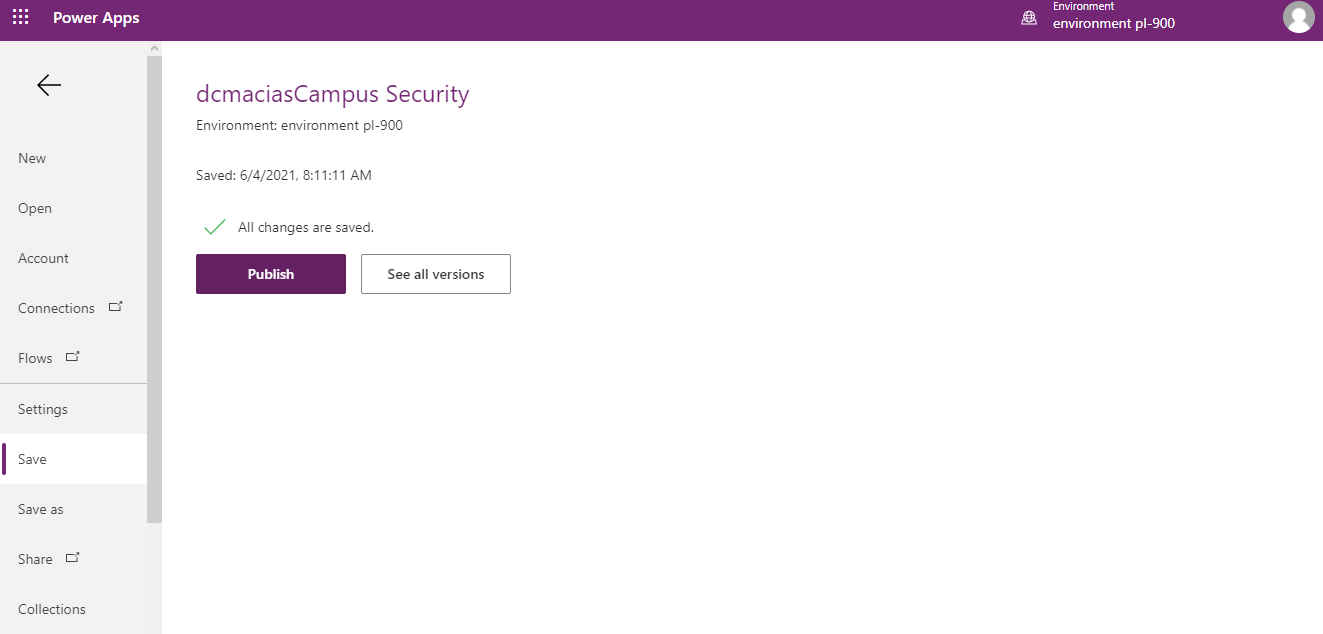 Power Apps
Environment
environment pl-900
New
Open
Account
Connections
Flows
Settings
Save
Save as
Share
Collections
dcmaciasCampus Security
Environment: environment pl-900
Saved: 6/4/2021, 8:11:11 AM
All changes are saved.
Publish
See all versions